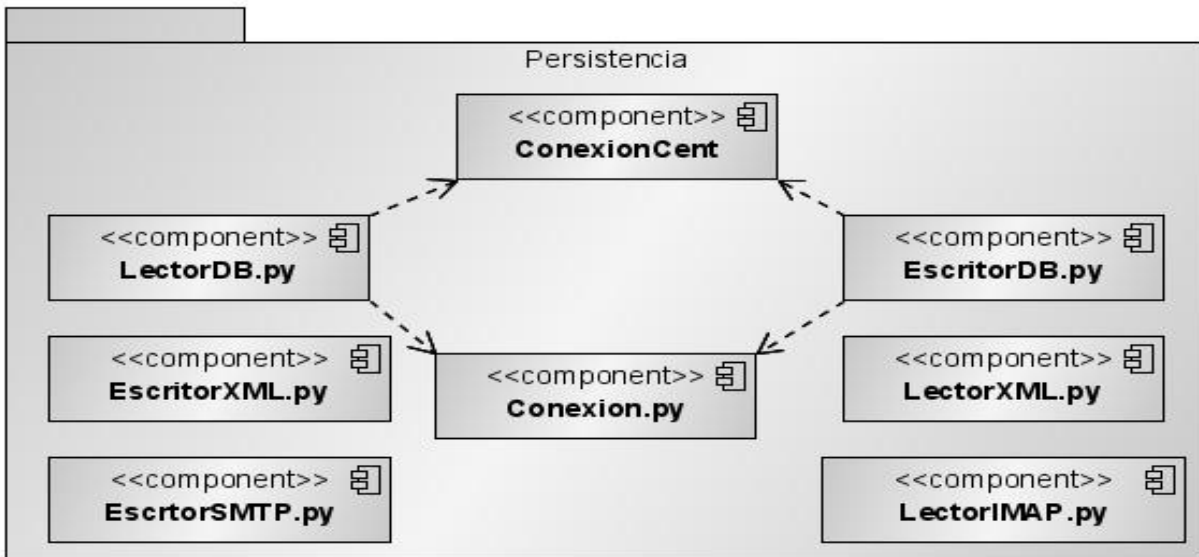 Persistencia
<<component>>
ConexionCent
<<component>>
LectorDB.py
<<component>>
EscritorDB.py
<<component>>
EscritorXML.py
<<component>>
Conexion.py
<<component>>
LectorXML.py
<<component>>
EscrtorSMTP.py
<<component>>
LectorIMAP.py